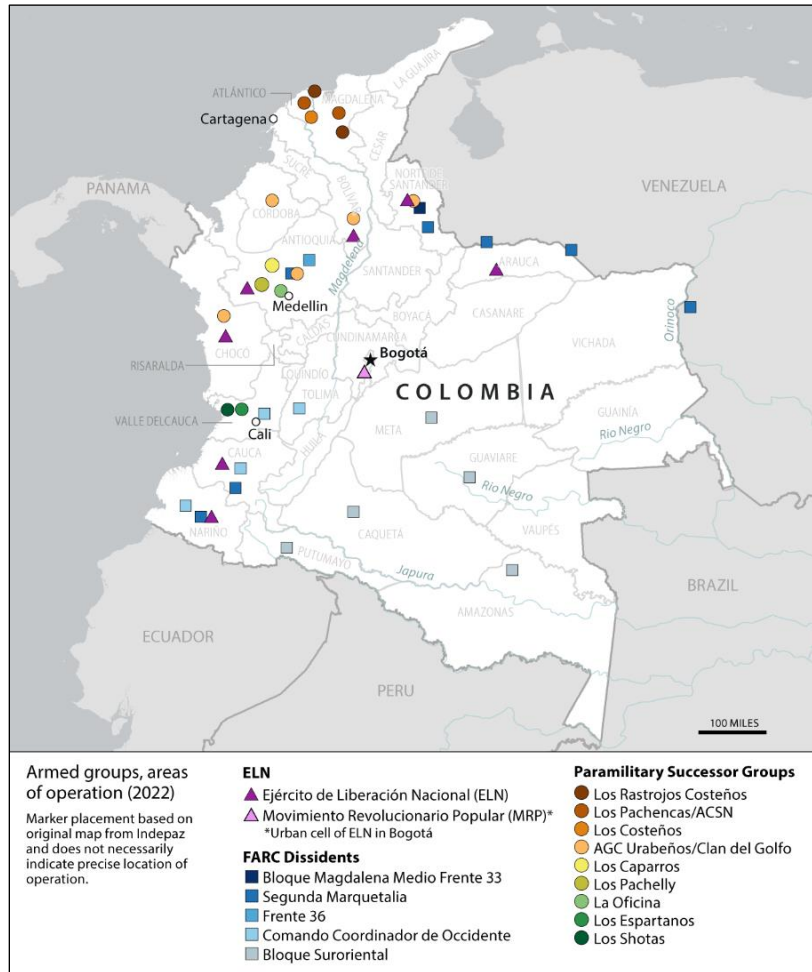 LA GUAJIRA
ATLÁNTICO
MAGDALENA
Cartagena
CESAR
SUCRE
NORTE DE
SANTANDER
PANAMA
BOLÍVAR
VENEZUELA
CÓRDOBA
ANTIOQUIA
Magdelena
ARAUCA
SANTANDER
Medellin
Orinoco
BOYACÁ
CASANARE
CALDAS
CUNDINAMARCA
CHOCÓ
Bogotá
VICHADA
RISARALDA
QUINDÍO
COLOMBIA
TOLIMA
GUAINÍA
VALLE DELCAUCA
META
Cali
Rio Negro
HUILA
CAUCA
GUAVIARE
Rio Negro
NARINO
CAQUETÁ
VAUPÉS
PUTUMAYO
Japura
BRAZIL
AMAZONAS
ECUADOR
PERU
100 MILES
Armed groups, areas
of operation (2022)
Marker placement based on
original map from Indepaz
and does not necessarily
indicate precise location of
operation.
ELN
Ejército de Liberación Nacional (ELN)
Movimiento Revolucionario Popular (MRP)*
*Urban cell of ELN in Bogotá
FARC Dissidents
Bloque Magdalena Medio Frente 33
Segunda Marquetalia
Frente 36
Comando Coordinador de Occidente
Bloque Suroriental
Paramilitary Successor Groups
Los Rastrojos Costeños
Los Pachencas/ACSN
Los Costeños
AGC Urabeños/Clan del Golfo
Los Caparros
Los Pachelly
La Oficina
Los Espartanos
Los Shotas